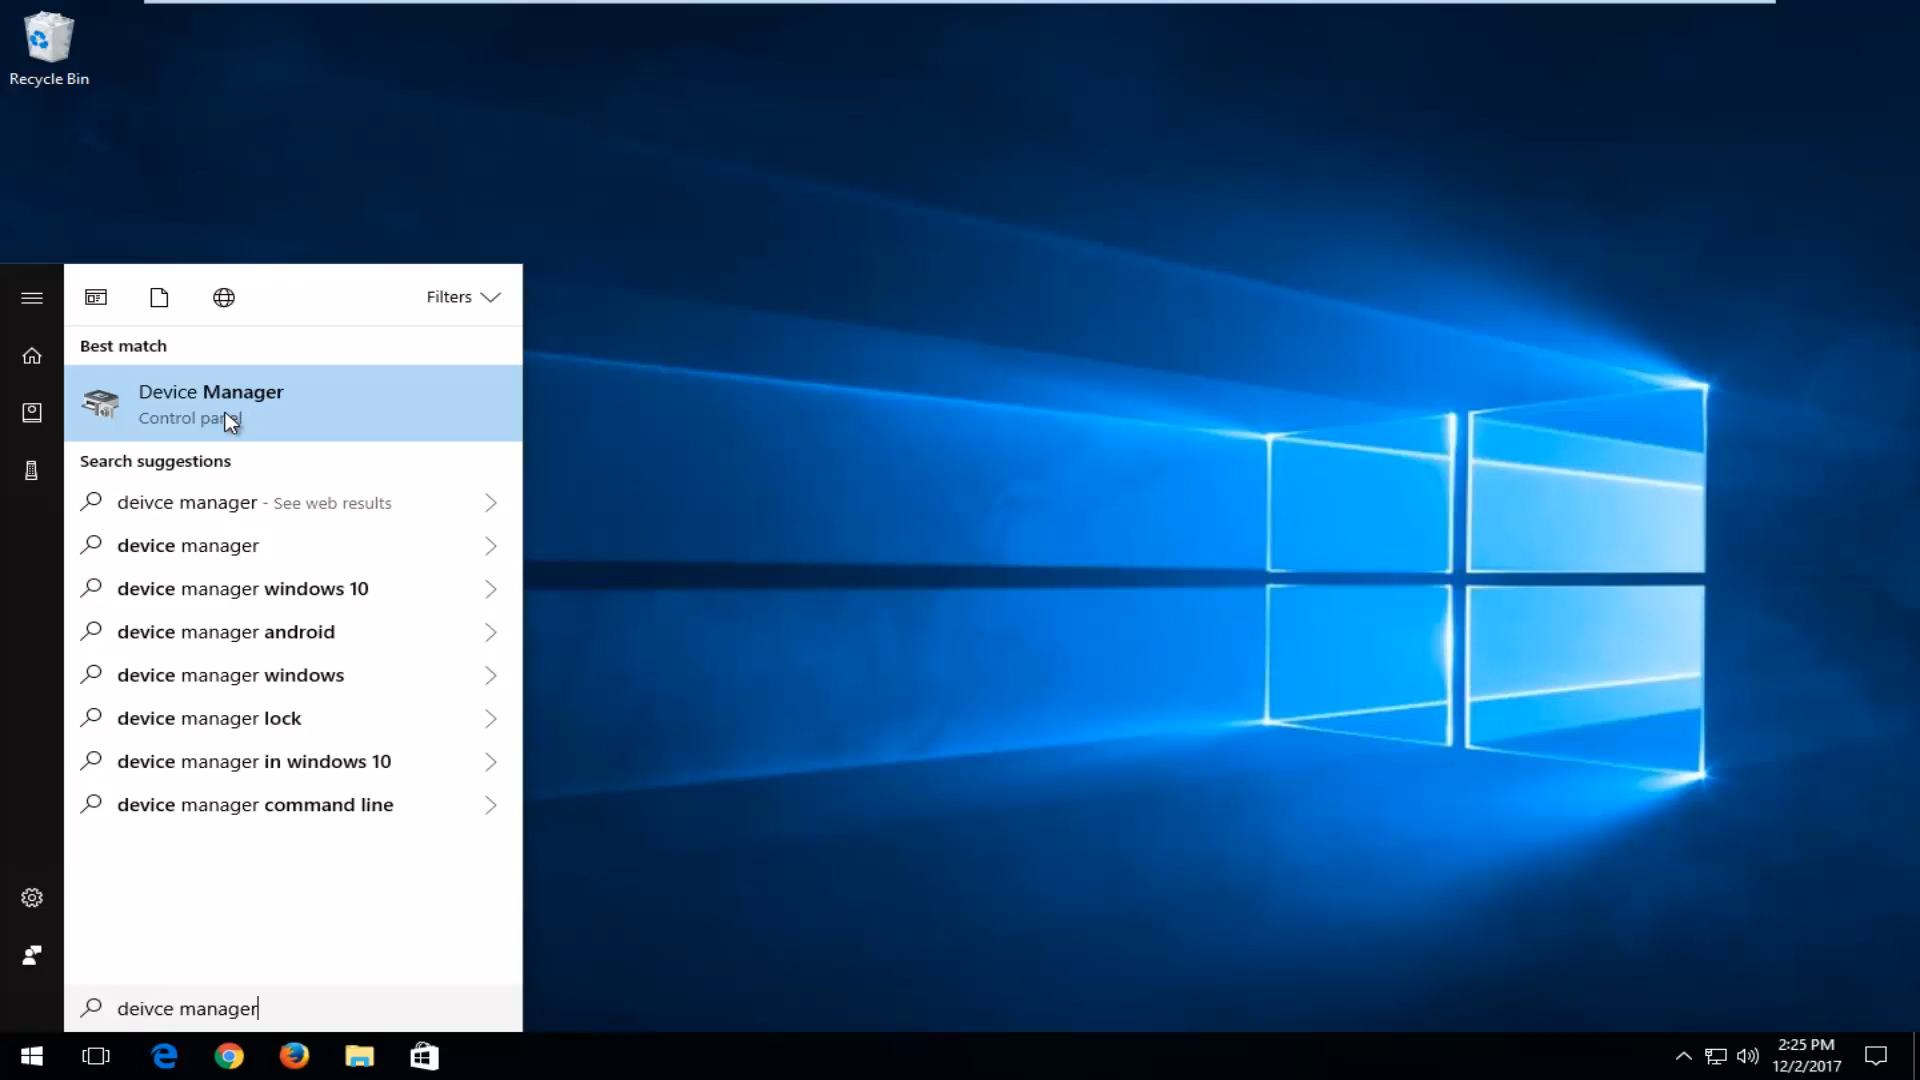 Recycle Bin
Filters
Best match
Device Manager
Control panel
Search suggestions
deivce manager - See web results
device manager
device manager windows 10
device manager android
device manager windows
device manager lock
device manager in windows 10
device manager command line
deivce manager
2:25 PM
12/2/2017